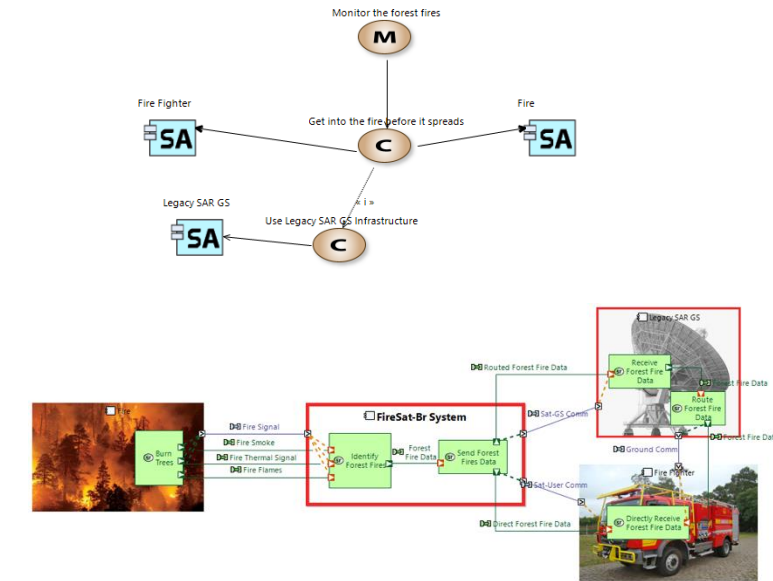 Monitor the forest fires
M
Fire Fighter
Fire
SA
Get into the fire before it spreads
C
SA
Legacy SAR GS
« i »
SA
Use Legacy SAR GS Infrastructure
C
Legacy SAR GS
Routed Forest Fire Data
Receive
Forest Fire
Data
Forest Fire Data
Route
Forest Fire
Data
Fire
FireSat-Br System
Sat-GS Comm
Fire Signal
Fire Smoke
Burn
Trees
Fire Thermal Signal
Fire Flames
Identify
Forest Fires
Forest
Fire Data
Send Forest
Fires Data
Forest Fire Dat
Ground Comm
Fire Fighter
Sat-User Comm
Direct Forest Fire Data
Directly Receive
Forest Fire Data